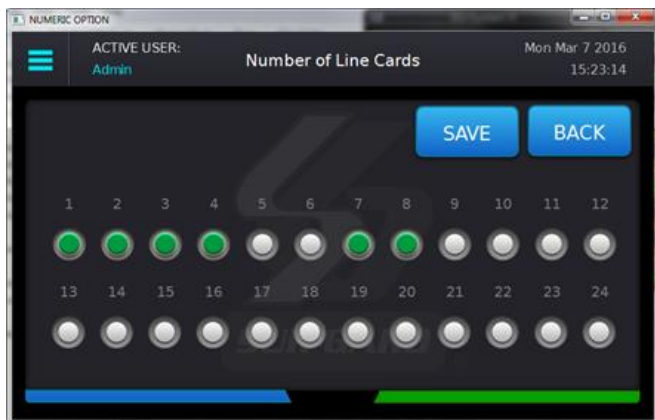 NUMERIC OPTION
ACTIVE USER:
Admin
Number of Line Cards
Mon Mar 7 2016
15:23:14
SAVE BACK
1 2 3 4 5 6 7 8 9 10 11 12
13 14 15 16 17 18 19 20 21 22 23 24